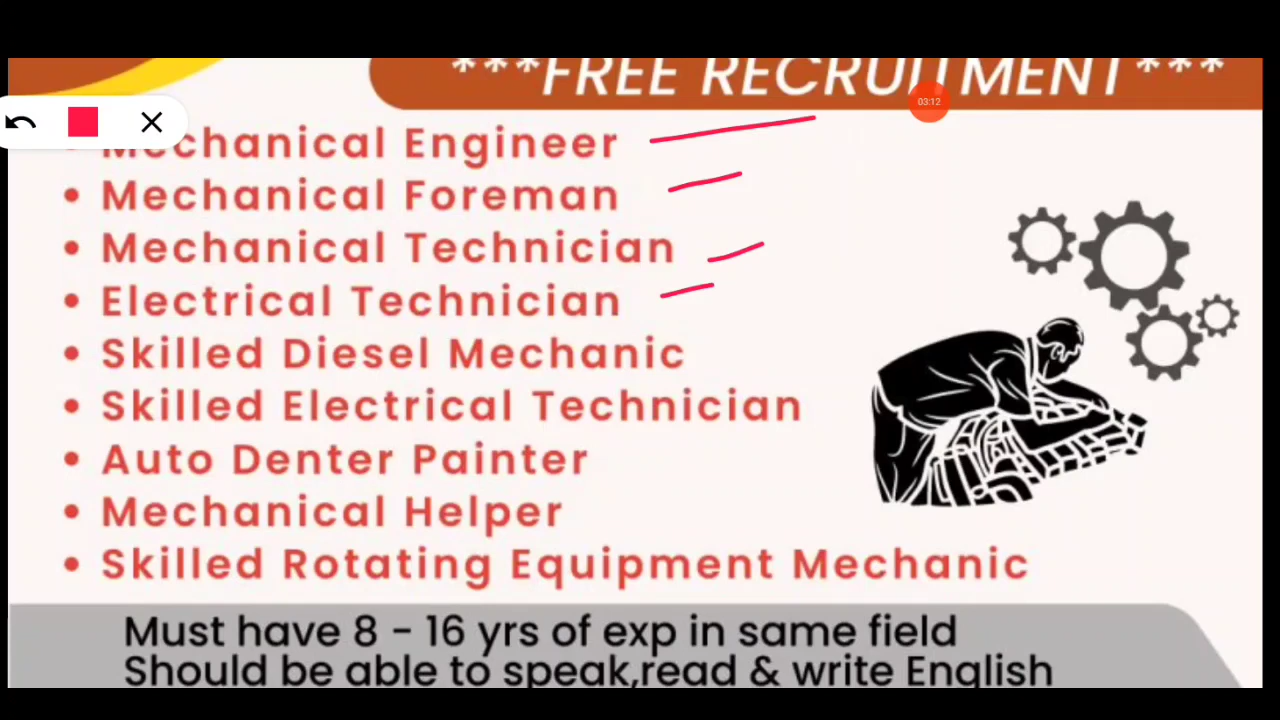 ***FREE RECRUITMENT***
03:12
Mechanical Engineer
• Mechanical Foreman
• Mechanical Technician
• Electrical Technician
• Skilled Diesel Mechanic
• Skilled Electrical Technician
• Auto Denter Painter
• Mechanical Helper
• Skilled Rotating Equipment Mechanic
Must have 8 - 16 yrs of exp in same field
Should be able to speak,read & write English